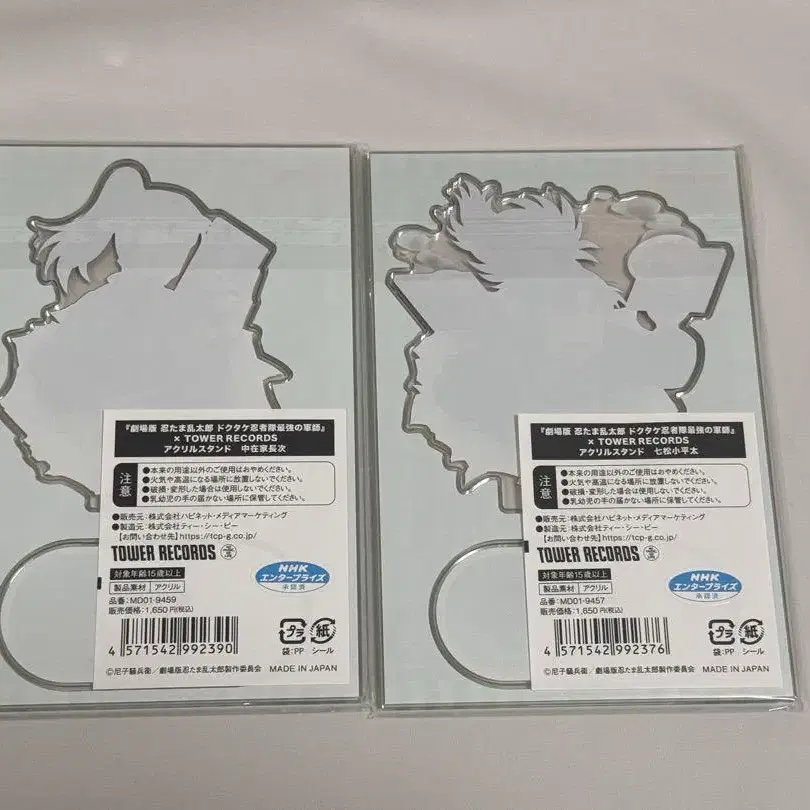 『劇場版 忍たま乱太郎 ドクタケ忍者隊最強の軍師』
× TOWER RECORDS
アクリルスタンド 中在家長次
注意
●本来の用途以外のご使用はおやめください。
●火気や高温になる場所に放置しないでください。
●破損・変形した場合は使用しないでください。
●乳幼児の手の届かない場所に保管してください。
●販売元：株式会社ハピネット・メディアマーケティング
●製造元：株式会社ティー・シー・ピー
【お問い合わせ先】https://tcp-g.co.jp/
TOWER RECORDS
対象年齢15歳以上
製品素材 アクリル
品番：MD01-9459
販売価格：1,650円(税込)
NHK
エンタープライズ
承認済
4 571542 992390
プラ
紙
袋:PP シール
©尼子騒兵衛／劇場版忍たま乱太郎製作委員会 MADE IN JAPAN
『劇場版 忍たま乱太郎 ドクタケ忍者隊最強の軍師』
× TOWER RECORDS
アクリルスタンド 七松小平太
注意
●本来の用途以外のご使用はおやめください。
●火気や高温になる場所に放置しないでください。
●破損・変形した場合は使用しないでください。
●乳幼児の手の届かない場所に保管してください。
●販売元：株式会社ハピネット・メディアマーケティング
●製造元：株式会社ティー・シー・ピー
【お問い合わせ先】https://tcp-g.co.jp/
TOWER RECORDS
対象年齢15歳以上
製品素材 アクリル
品番：MD01-9457
販売価格：1,650円(税込)
NHK
エンタープライズ
承認済
4 571542 992376
プラ
紙
袋:PP シール
©尼子騒兵衛／劇場版忍たま乱太郎製作委員会 MADE IN JAPAN